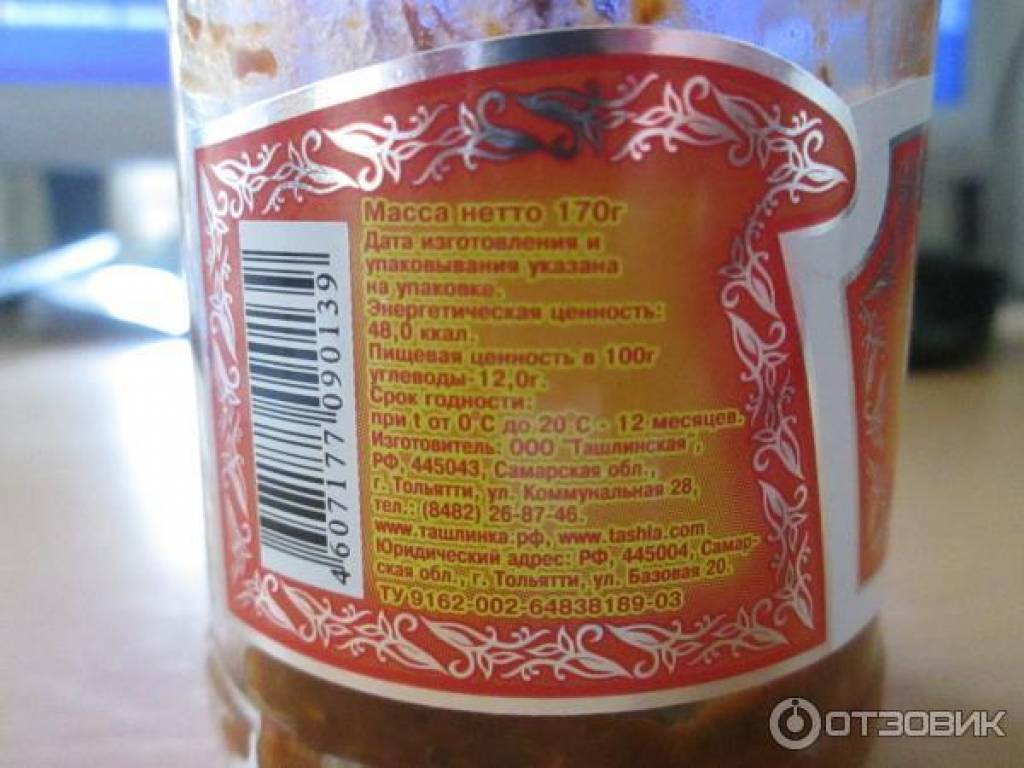 Масса нетто 170г
Дата изготовления и
упаковывания указана
на упаковке.
Энергетическая ценность:
48,0 ккал.
Пищевая ценность в 100г
углеводы-12,0г.
Срок годности:
при t от 0°С до 20°С - 12 месяцев.
Изготовитель: ООО "Ташлинская",
РФ, 445043, Самарская обл.,
г. Тольятти, ул. Коммунальная 28,
тел.: (8482) 26-87-46.
www.ташлинка.рф, www.tashla.com
Юридический адрес: РФ, 445004, Самар-
ская обл., г. Тольятти, ул. Базовая 20.
ТУ 9162-002-64838189-03
4607177090139
ОТЗОВИК